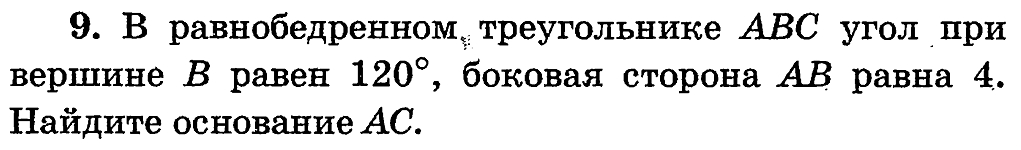 9. В равнобедренном треугольнике ABC угол при
вершине B равен 120°, боковая сторона AB равна 4.
Найдите основание AC.